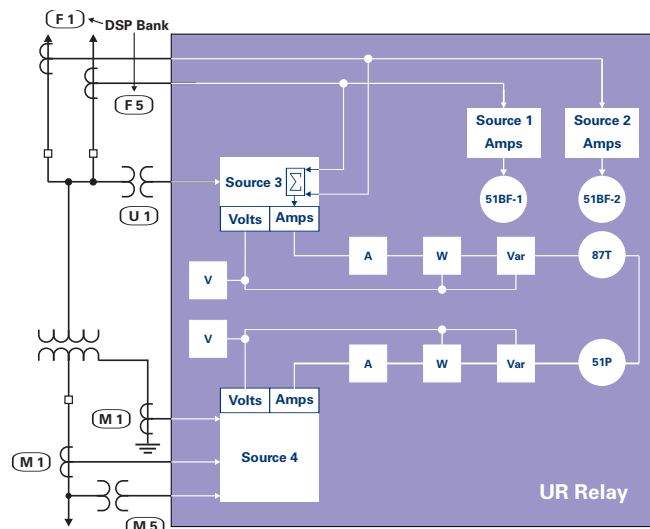 F 1
DSP Bank
F 5
Source 1
Amps
Source 2
Amps
Source 3
Σ
U 1
Volts
Amps
51BF-1
51BF-2
A
W
Var
87T
V
V
A
W
Var
51P
Volts
Amps
M 1
Source 4
M 1
UR Relay
M 5